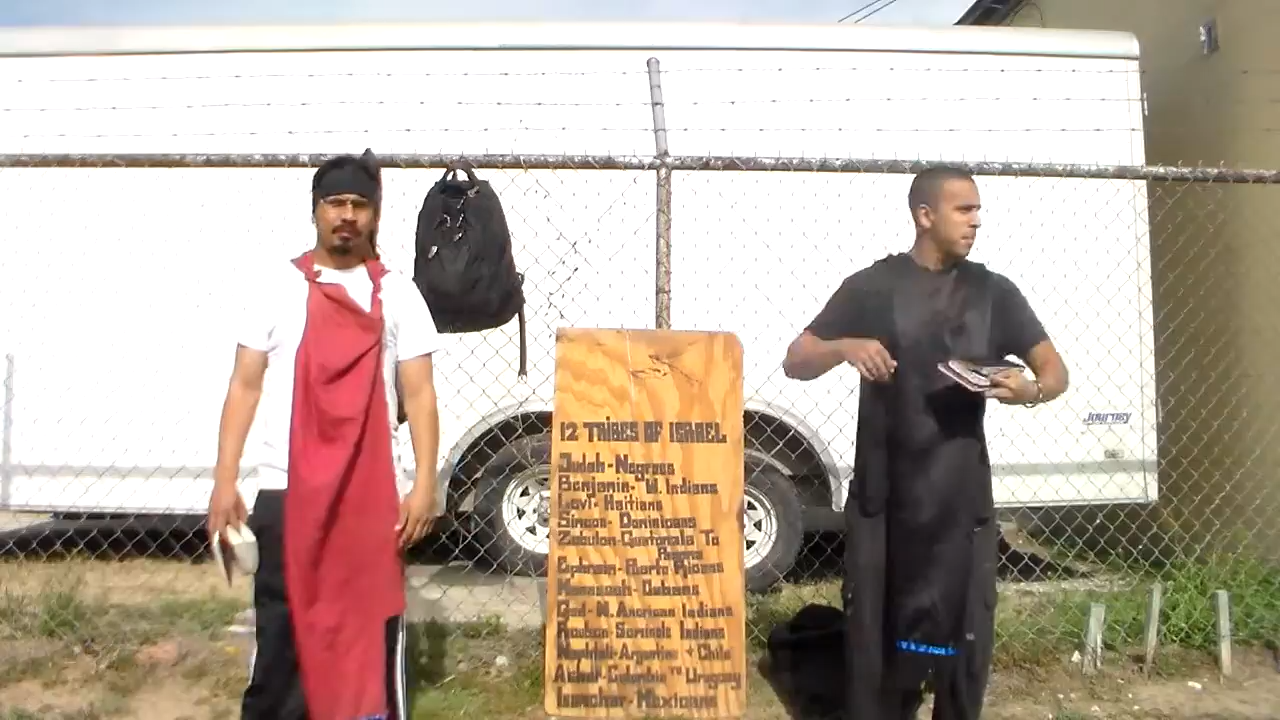 12 TRIBES OF ISRAEL
Judah-Negroes
Benjamin-W. Indians
Levi-Haitians
Simeon-Dominicans
Zebulon-Guatemala To
Panama
Ephraim-Puerto Ricans
Manasseh-Cubans
Gad-N. American Indians
Reuben-Seminole Indians
Naphtali-Argentina + Chile
Asher-Columbia To Uruguay
Issachar-Mexicans
Journey